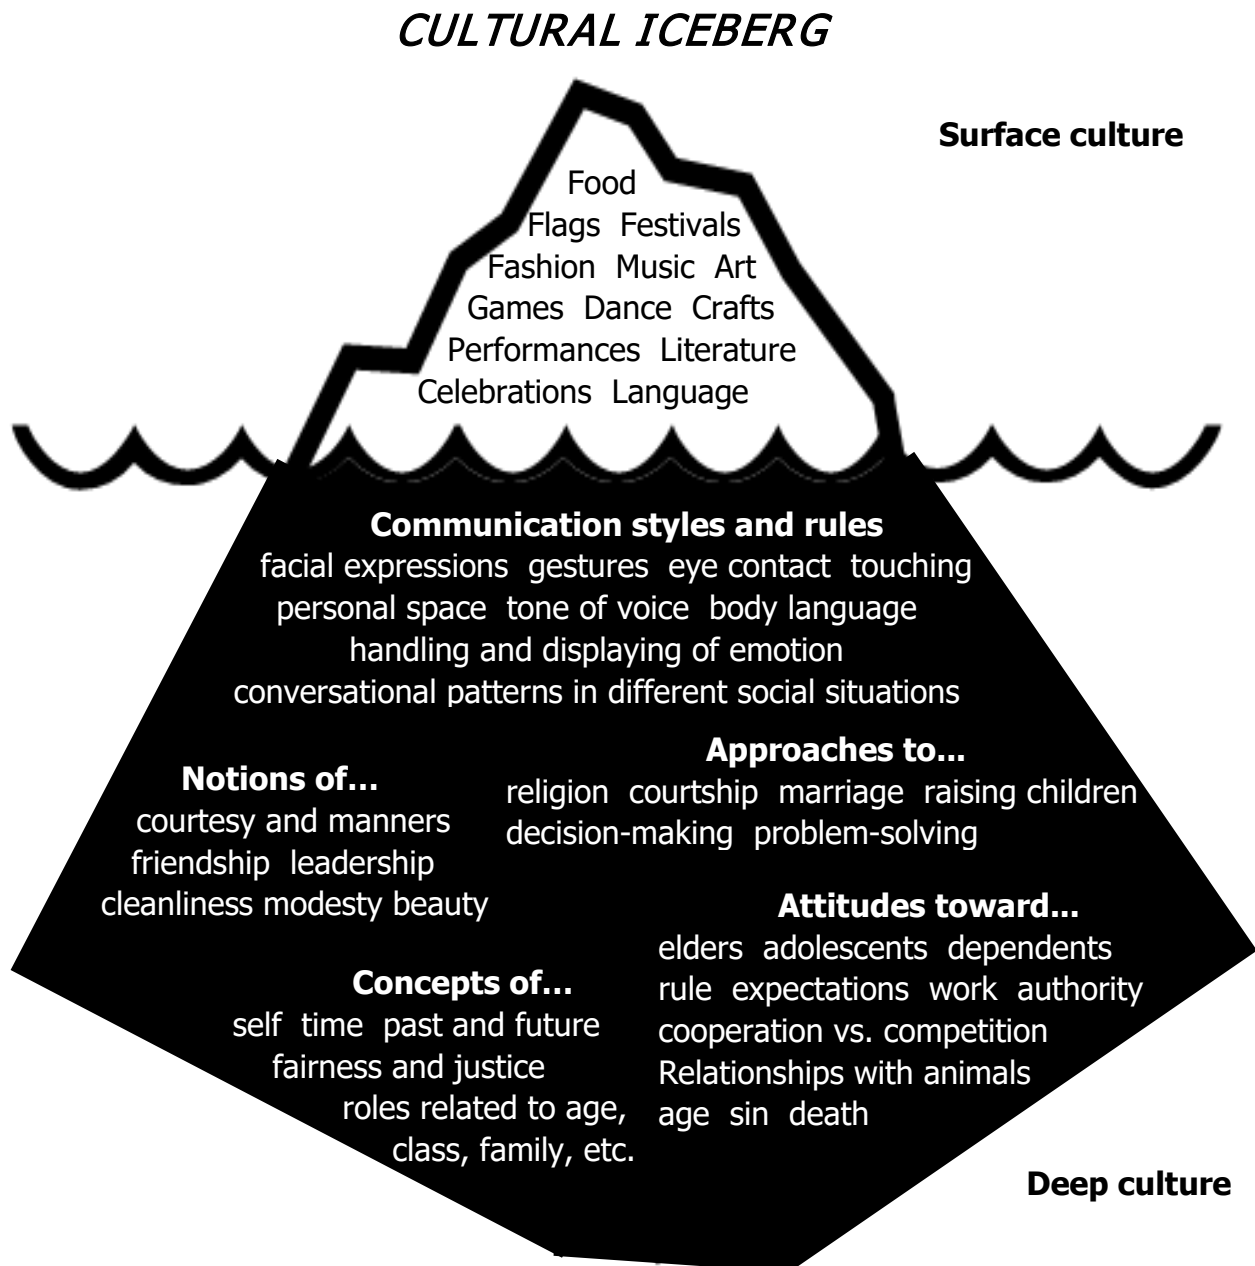 CULTURAL ICEBERG
Surface culture
Food
Flags  Festivals
Fashion  Music  Art
Games  Dance  Crafts
Performances  Literature
Celebrations  Language
Communication styles and rules
facial expressions  gestures  eye contact  touching
personal space  tone of voice  body language
handling and displaying of emotion
conversational patterns in different social situations
Notions of...
courtesy and manners
friendship  leadership
cleanliness modesty beauty
Approaches to...
religion  courtship  marriage  raising children
decision-making  problem-solving
Concepts of...
self  time  past and future
fairness and justice
roles related to age,
class, family, etc.
Attitudes toward...
elders  adolescents  dependents
rule  expectations  work  authority
cooperation vs. competition
Relationships with animals
age  sin  death
Deep culture